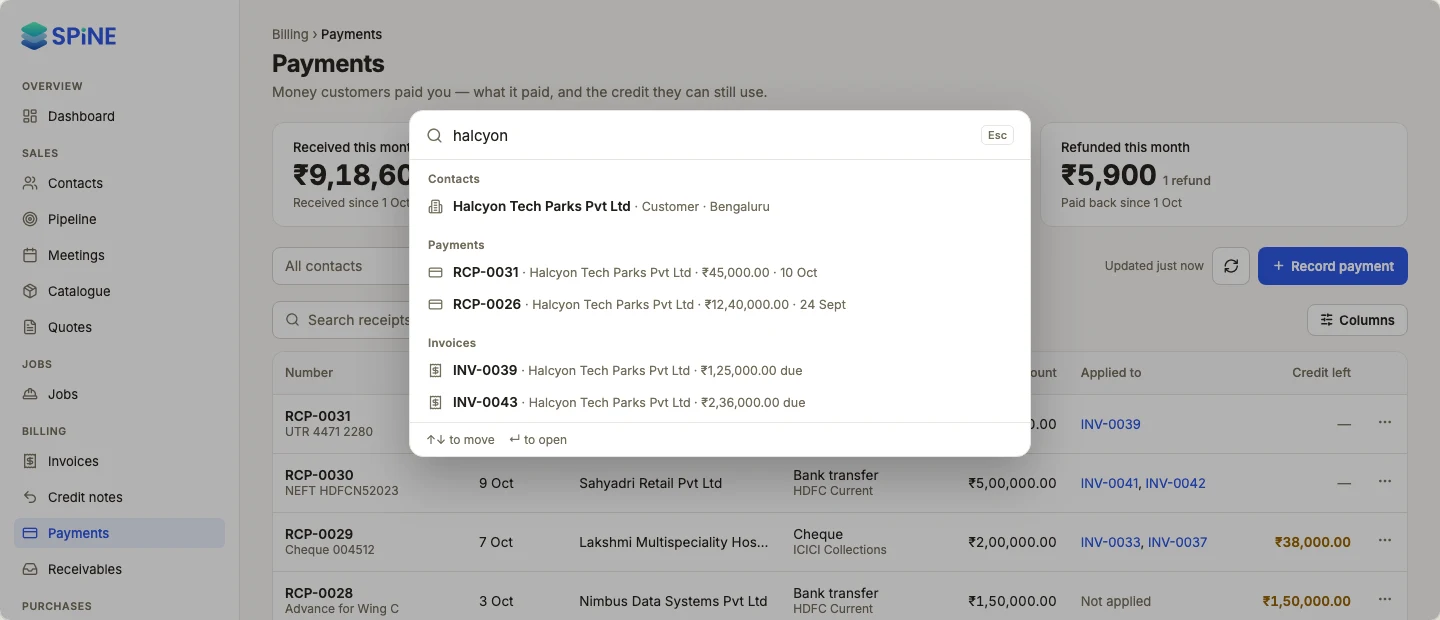 SPiNE
OVERVIEW
Dashboard
SALES
Contacts
Pipeline
Meetings
Catalogue
Quotes
JOBS
Jobs
BILLING
Invoices
Credit notes
Payments
Receivables
PURCHASES
Billing › Payments
Payments
Money customers paid you — what it paid, and the credit they can still use.
Received this mont
₹9,18,60
Received since 1 Oct
Refunded this month
₹5,900 1 refund
Paid back since 1 Oct
halcyon
Esc
Contacts
Halcyon Tech Parks Pvt Ltd · Customer · Bengaluru
Payments
RCP-0031 · Halcyon Tech Parks Pvt Ltd · ₹45,000.00 · 10 Oct
RCP-0026 · Halcyon Tech Parks Pvt Ltd · ₹12,40,000.00 · 24 Sept
Invoices
INV-0039 · Halcyon Tech Parks Pvt Ltd · ₹1,25,000.00 due
INV-0043 · Halcyon Tech Parks Pvt Ltd · ₹2,36,000.00 due
↑↓ to move ↵ to open
All contacts
Updated just now
+ Record payment
Search receipts
Columns
Number ount Applied to Credit left
RCP-0031 0.00 INV-0039 — ···
UTR 4471 2280
RCP-0030 9 Oct Sahyadri Retail Pvt Ltd Bank transfer ₹5,00,000.00 INV-0041, INV-0042 — ···
NEFT HDFCN52023 HDFC Current
RCP-0029 7 Oct Lakshmi Multispeciality Hos... Cheque ₹2,00,000.00 INV-0033, INV-0037 ₹38,000.00 ···
Cheque 004512 ICICI Collections
RCP-0028 3 Oct Nimbus Data Systems Pvt Ltd Bank transfer ₹1,50,000.00 Not applied ₹1,50,000.00 ···
Advance for Wing C HDFC Current